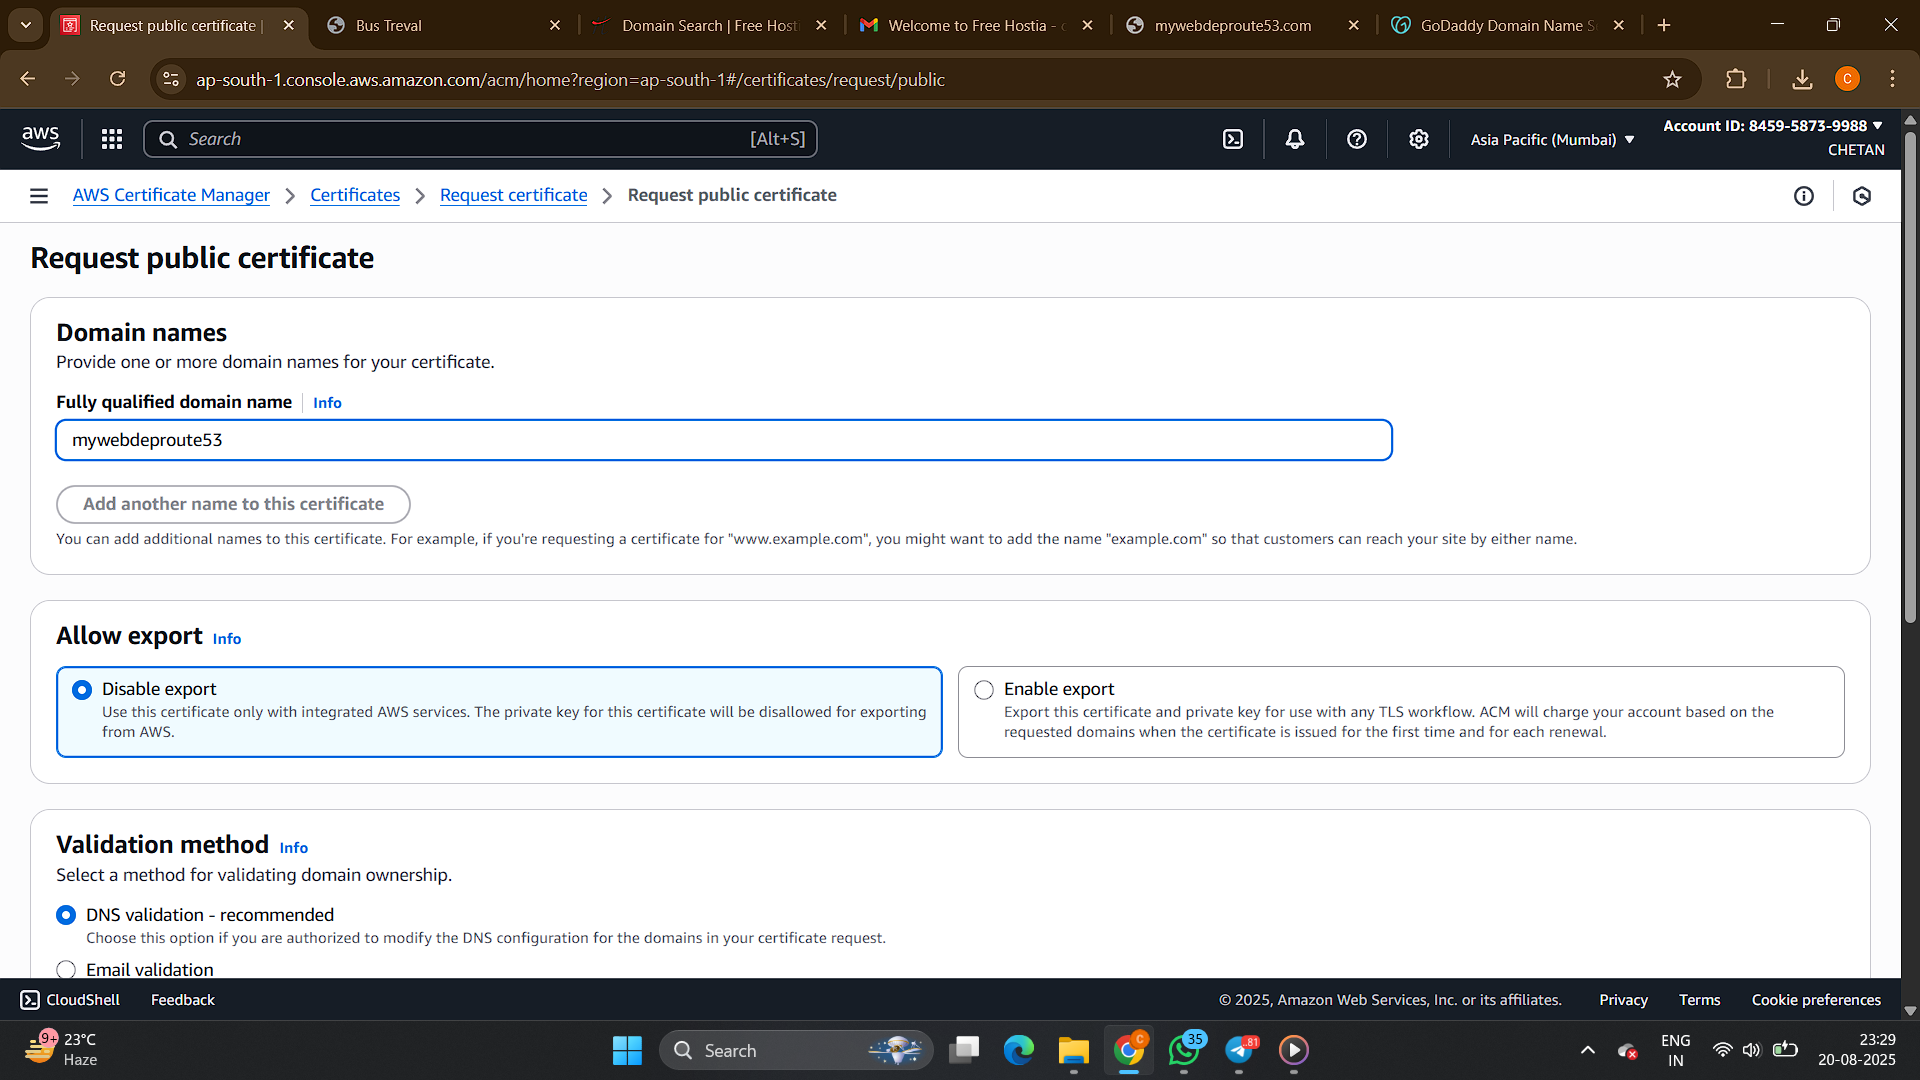 Request public certificate |
Bus Treval
Domain Search | Free Hosti
Welcome to Free Hostia -
mywebdeproute53.com
GoDaddy Domain Name S
ap-south-1.console.aws.amazon.com/acm/home?region=ap-south-1#/certificates/request/public
C
aws
Search
[Alt+S]
Asia Pacific (Mumbai)
Account ID: 8459-5873-9988
CHETAN
AWS Certificate Manager
Certificates
Request certificate
Request public certificate
Request public certificate
Domain names
Provide one or more domain names for your certificate.
Fully qualified domain name
Info
mywebdeproute53
Add another name to this certificate
You can add additional names to this certificate. For example, if you're requesting a certificate for "www.example.com", you might want to add the name "example.com" so that customers can reach your site by either name.
Allow export Info
Disable export
Use this certificate only with integrated AWS services. The private key for this certificate will be disallowed for exporting
from AWS.
Enable export
Export this certificate and private key for use with any TLS workflow. ACM will charge your account based on the
requested domains when the certificate is issued for the first time and for each renewal.
Validation method Info
Select a method for validating domain ownership.
DNS validation - recommended
Choose this option if you are authorized to modify the DNS configuration for the domains in your certificate request.
Email validation
CloudShell
Feedback
© 2025, Amazon Web Services, Inc. or its affiliates.
Privacy
Terms
Cookie preferences
9+
23°C
Haze
Search
C
35
81
ENG
IN
23:29
20-08-2025